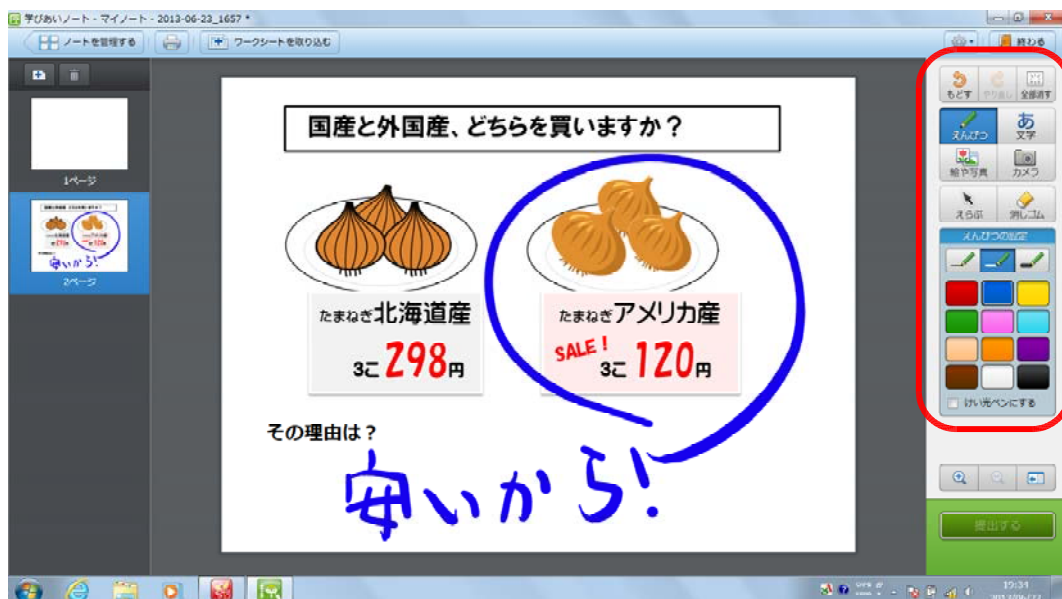 学びあいノート - マイノート - 2013-06-23_1657 *
ノートを管理する ワークシートを取り込む 終わる
1ページ
2ページ
国産と外国産、どちらを買いますか？
たまねぎ北海道産
3こ298円
たまねぎアメリカ産
SALE！
3こ120円
その理由は？
安いから!
もどす やり直し 全部消す
えんぴつ 文字
絵や写真 カメラ
えらぶ 消しゴム
えんぴつの設定
けい光ペンにする
提出する
19:34